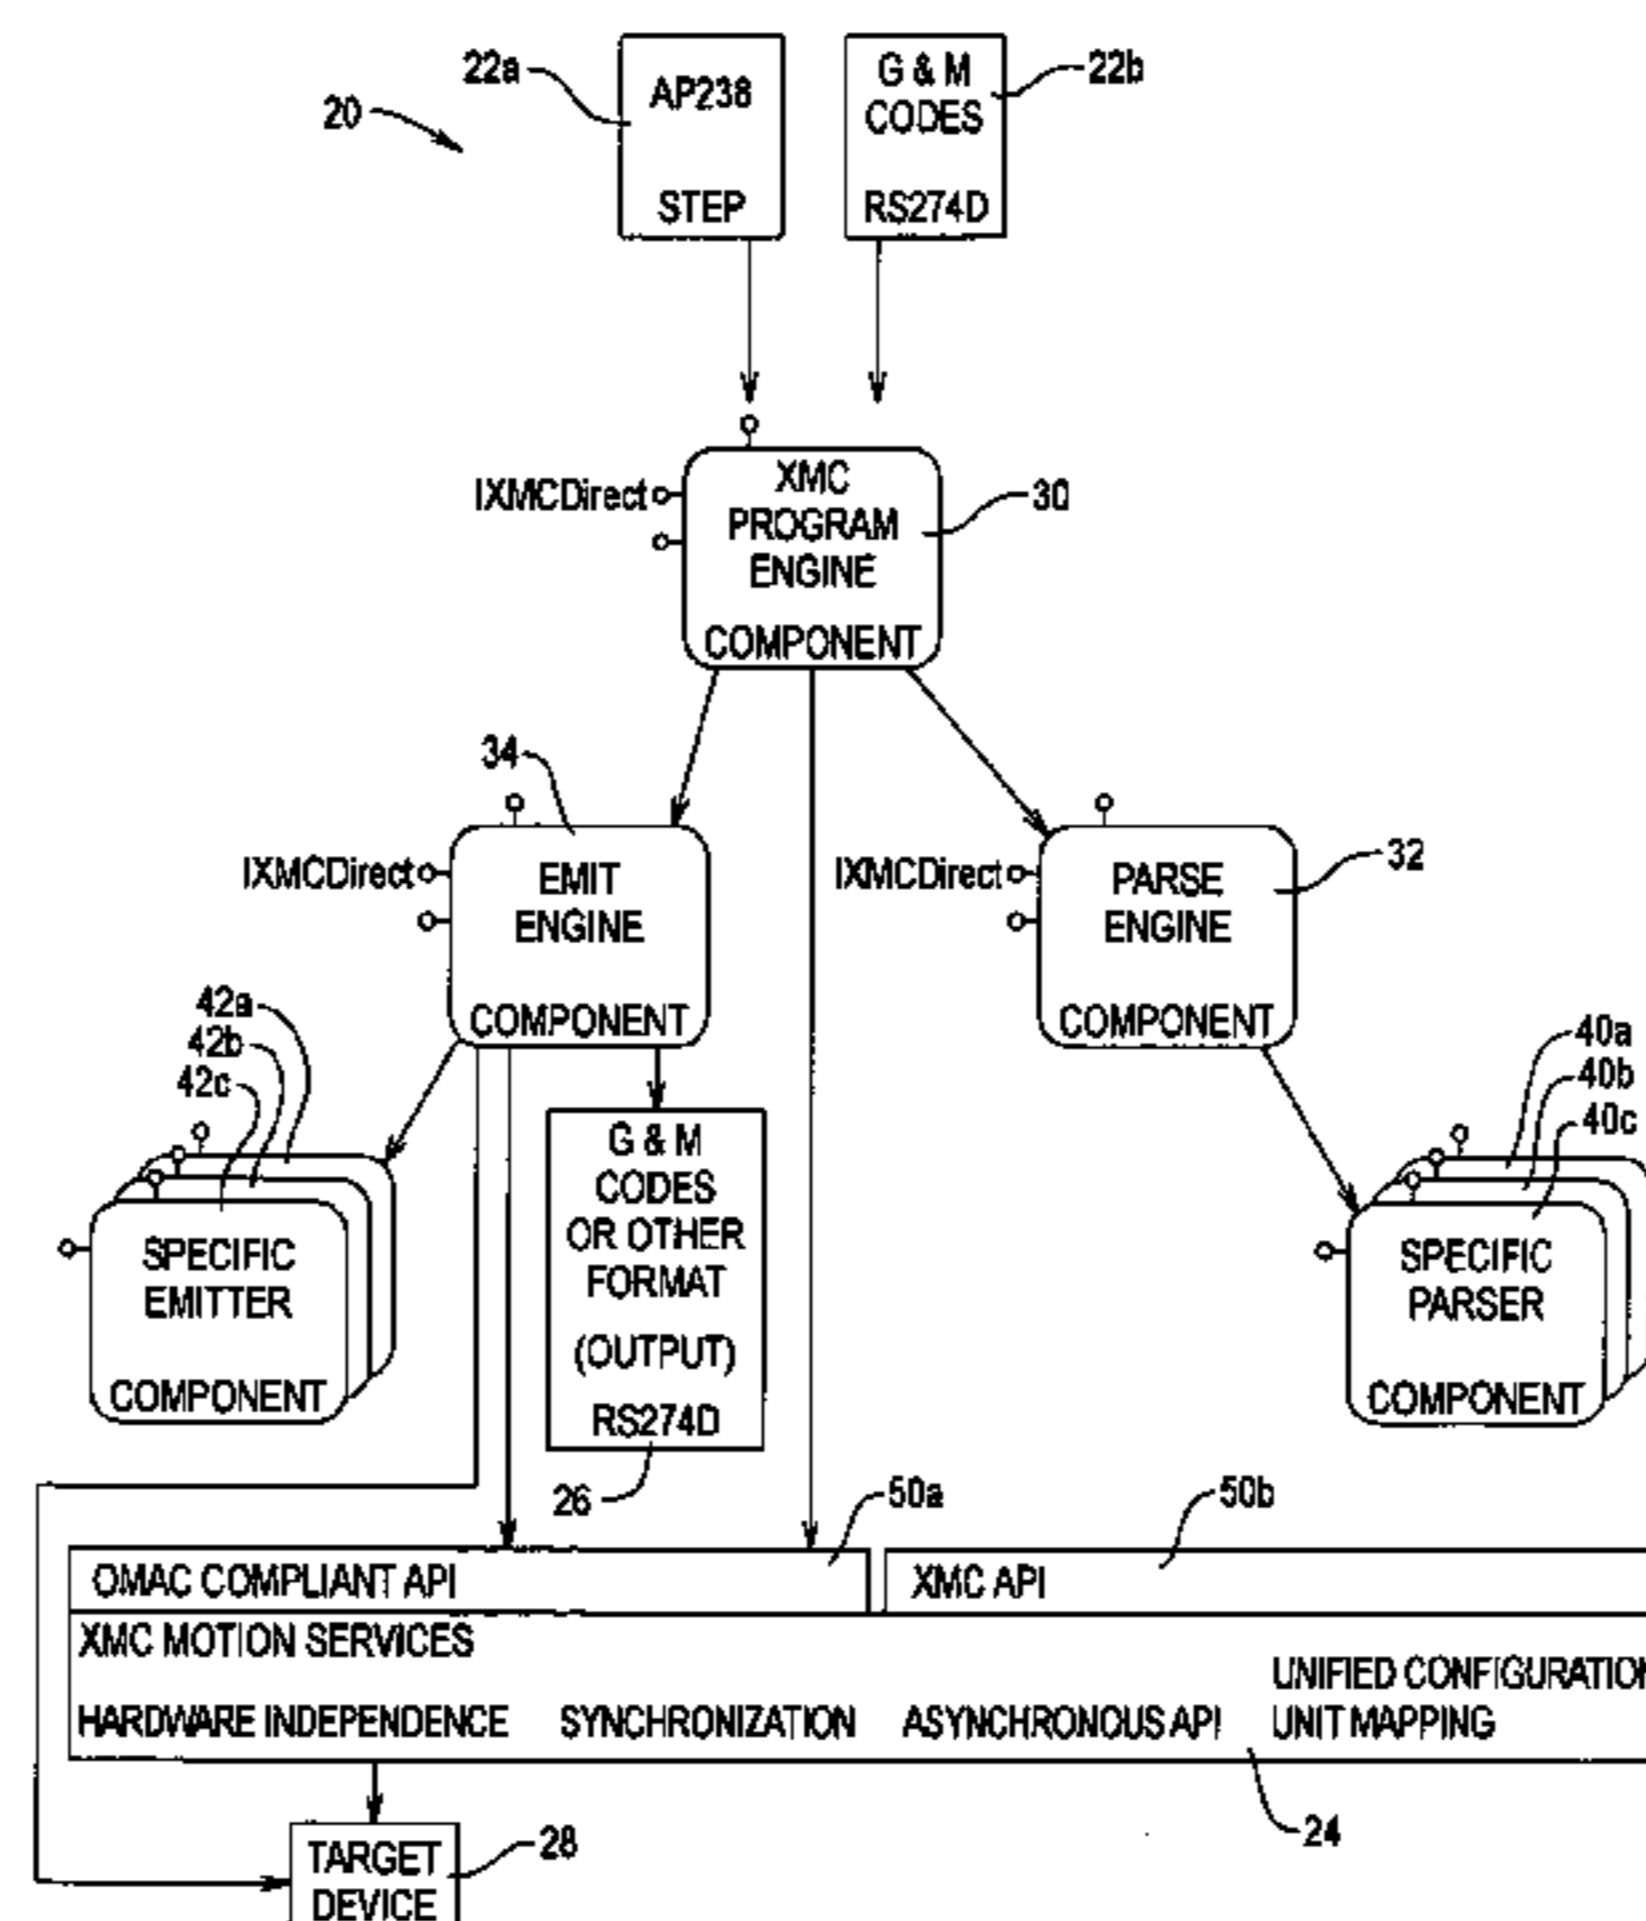 22a
20
AP238
STEP
G & M
CODES
RS274D
22b
IXMCDirect
XMC
PROGRAM
ENGINE
COMPONENT
30
34
IXMCDirect
EMIT
ENGINE
COMPONENT
IXMCDirect
PARSE
ENGINE
COMPONENT
32
42a
42b
42c
SPECIFIC
EMITTER
COMPONENT
G & M
CODES
OR OTHER
FORMAT
(OUTPUT)
RS274D
26
40a
40b
40c
SPECIFIC
PARSER
COMPONENT
50a
50b
OMAC COMPLIANT API
XMC API
XMC MOTION SERVICES
HARDWARE INDEPENDENCE
SYNCHRONIZATION
ASYNCHRONOUS API
UNIFIED CONFIGURATION
UNIT MAPPING
24
TARGET
DEVICE
28